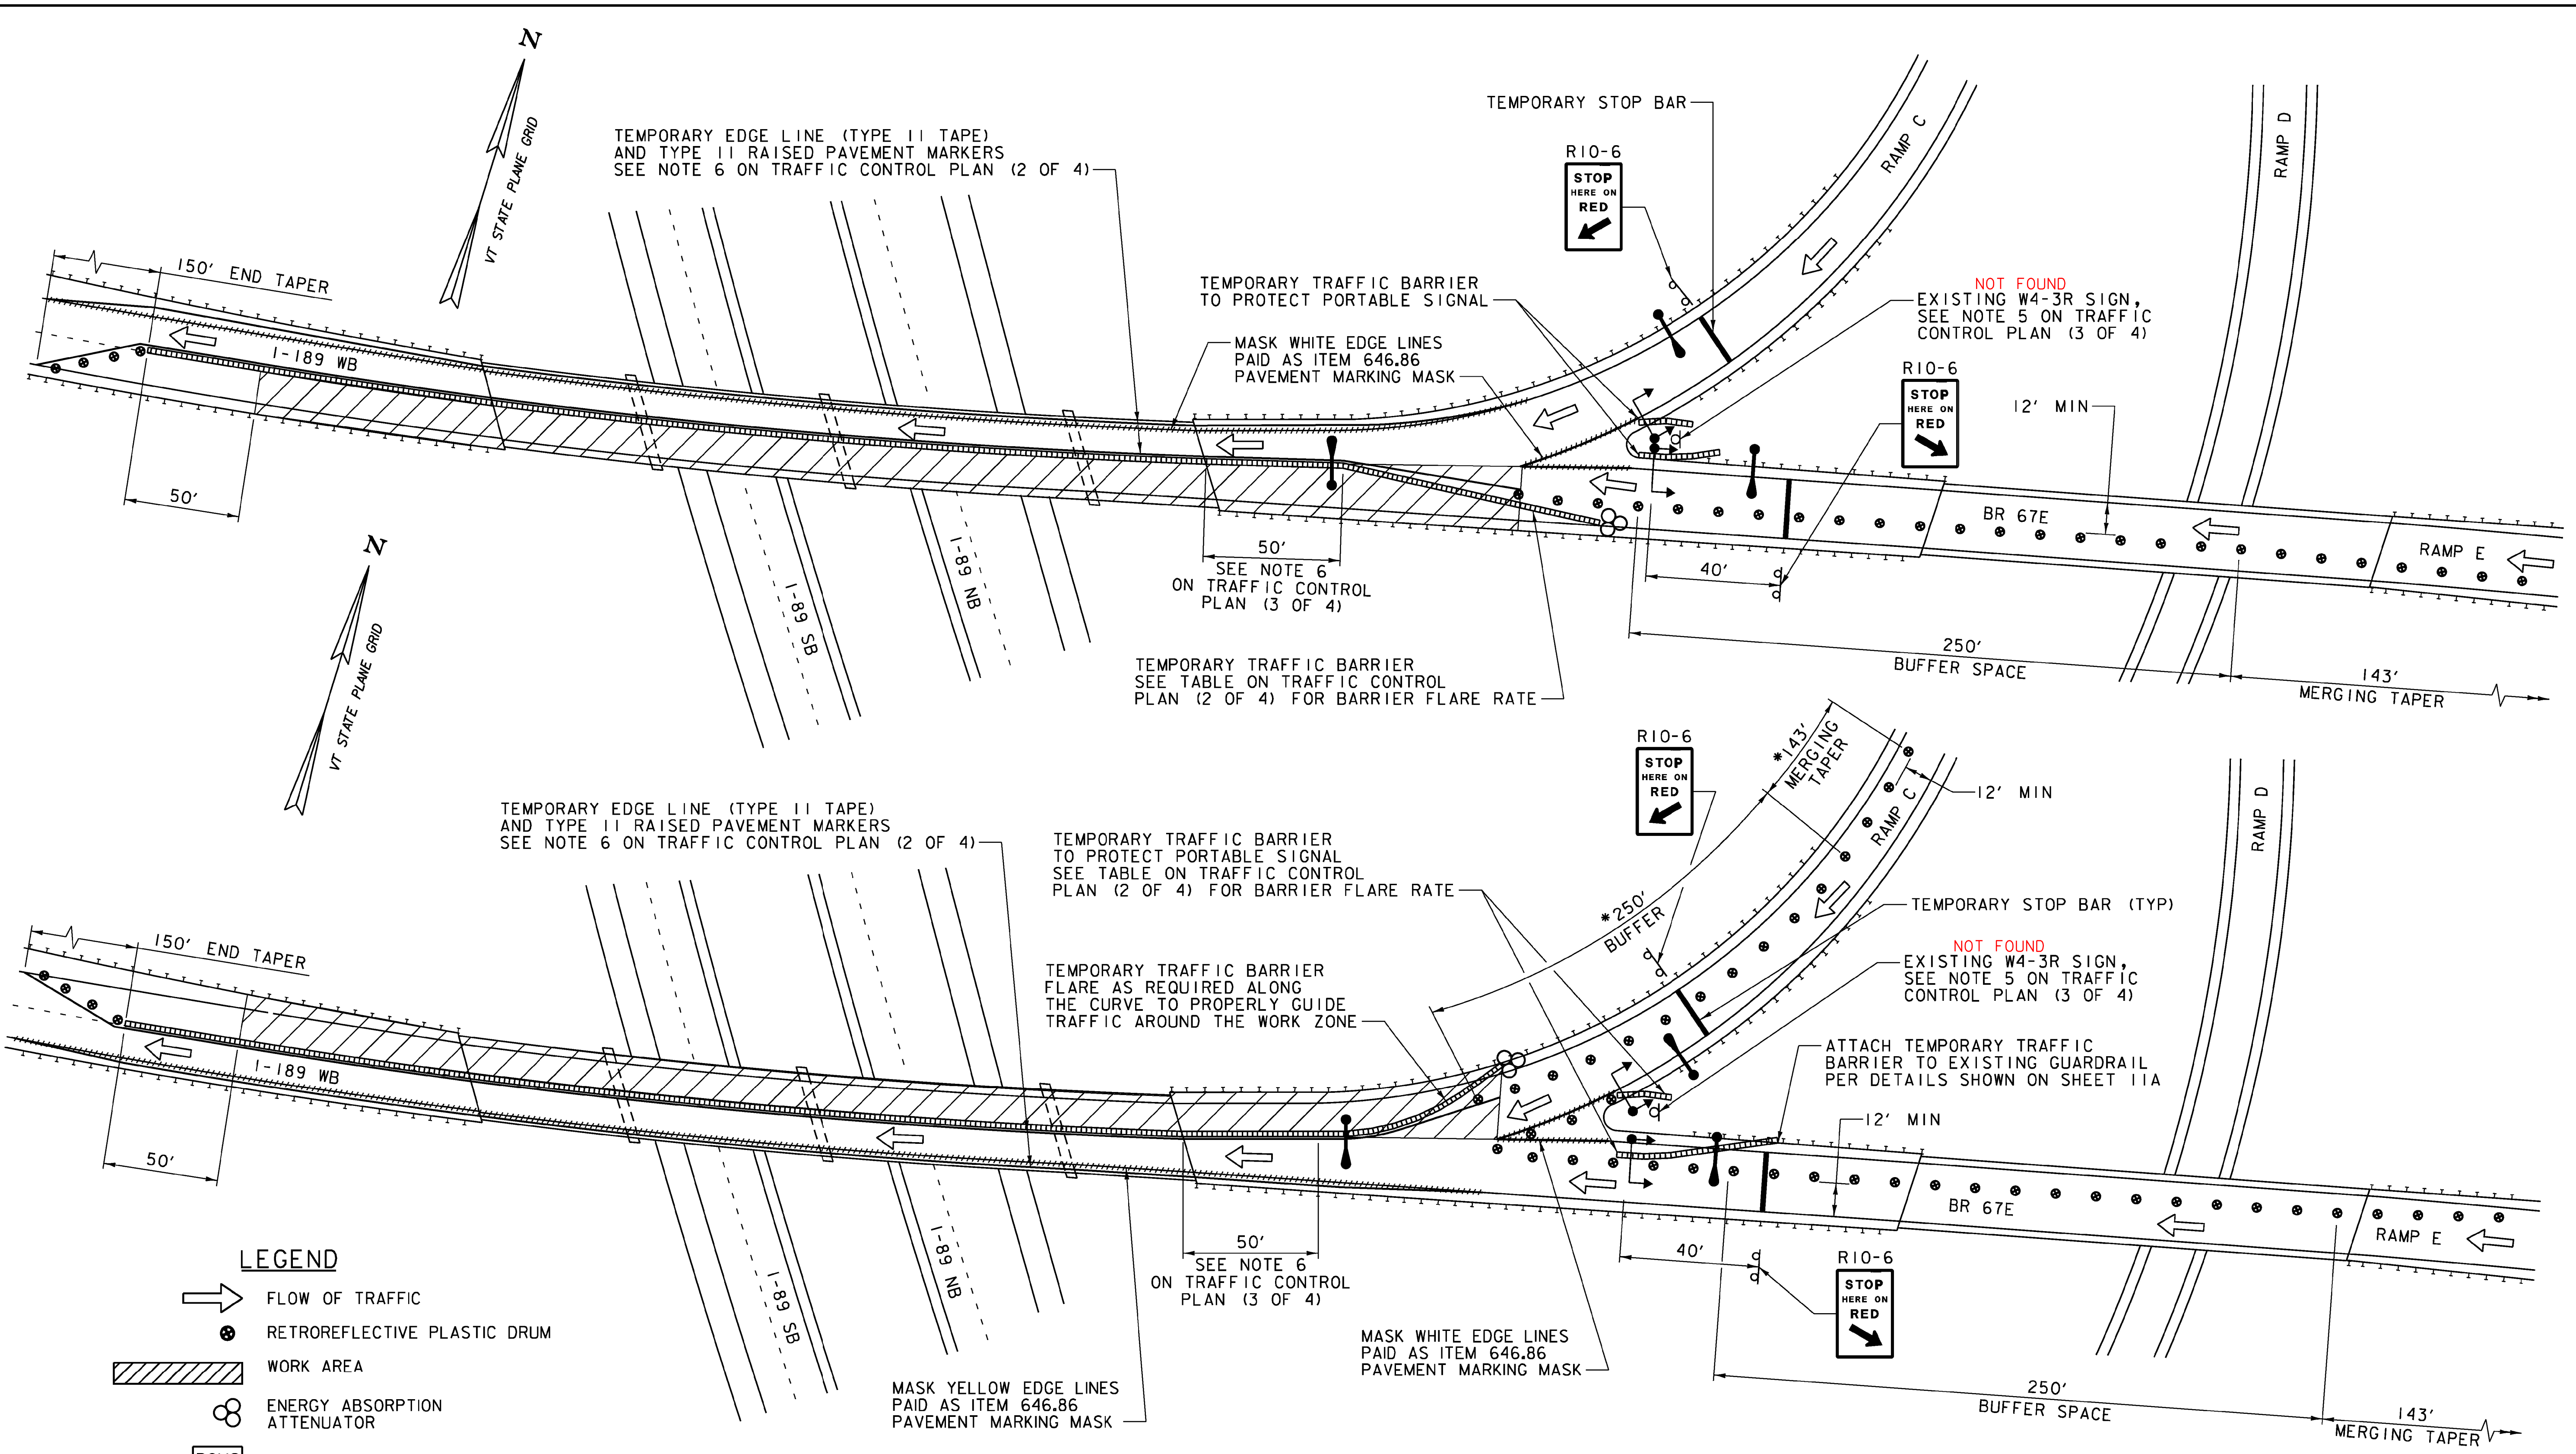 N
VT STATE PLANE GRID
TEMPORARY EDGE LINE (TYPE II TAPE)
AND TYPE II RAISED PAVEMENT MARKERS
SEE NOTE 6 ON TRAFFIC CONTROL PLAN (2 OF 4)
TEMPORARY STOP BAR
R10-6
STOP
HERE ON
RED
RAMP C
RAMP D
150' END TAPER
I-189 WB
TEMPORARY TRAFFIC BARRIER
TO PROTECT PORTABLE SIGNAL
MASK WHITE EDGE LINES
PAID AS ITEM 646.86
PAVEMENT MARKING MASK
NOT FOUND
EXISTING W4-3R SIGN,
SEE NOTE 5 ON TRAFFIC
CONTROL PLAN (3 OF 4)
R10-6
STOP
HERE ON
RED
12' MIN
50'
I-89 SB
I-89 NB
50'
SEE NOTE 6
ON TRAFFIC CONTROL
PLAN (3 OF 4)
40'
BR 67E
RAMP E
250'
BUFFER SPACE
143'
MERGING TAPER
TEMPORARY TRAFFIC BARRIER
SEE TABLE ON TRAFFIC CONTROL
PLAN (2 OF 4) FOR BARRIER FLARE RATE
N
VT STATE PLANE GRID
TEMPORARY EDGE LINE (TYPE II TAPE)
AND TYPE II RAISED PAVEMENT MARKERS
SEE NOTE 6 ON TRAFFIC CONTROL PLAN (2 OF 4)
TEMPORARY TRAFFIC BARRIER
TO PROTECT PORTABLE SIGNAL
SEE TABLE ON TRAFFIC CONTROL
PLAN (2 OF 4) FOR BARRIER FLARE RATE
R10-6
STOP
HERE ON
RED
*143'
MERGING
TAPER
*250'
BUFFER
RAMP C
12' MIN
RAMP D
TEMPORARY STOP BAR (TYP)
NOT FOUND
EXISTING W4-3R SIGN,
SEE NOTE 5 ON TRAFFIC
CONTROL PLAN (3 OF 4)
150' END TAPER
I-189 WB
TEMPORARY TRAFFIC BARRIER
FLARE AS REQUIRED ALONG
THE CURVE TO PROPERLY GUIDE
TRAFFIC AROUND THE WORK ZONE
ATTACH TEMPORARY TRAFFIC
BARRIER TO EXISTING GUARDRAIL
PER DETAILS SHOWN ON SHEET 11A
12' MIN
50'
I-89 SB
I-89 NB
50'
SEE NOTE 6
ON TRAFFIC CONTROL
PLAN (3 OF 4)
40'
BR 67E
RAMP E
R10-6
STOP
HERE ON
RED
MASK WHITE EDGE LINES
PAID AS ITEM 646.86
PAVEMENT MARKING MASK
MASK YELLOW EDGE LINES
PAID AS ITEM 646.86
PAVEMENT MARKING MASK
250'
BUFFER SPACE
143'
MERGING TAPER
LEGEND
FLOW OF TRAFFIC
RETROREFLECTIVE PLASTIC DRUM
WORK AREA
ENERGY ABSORPTION
ATTENUATOR